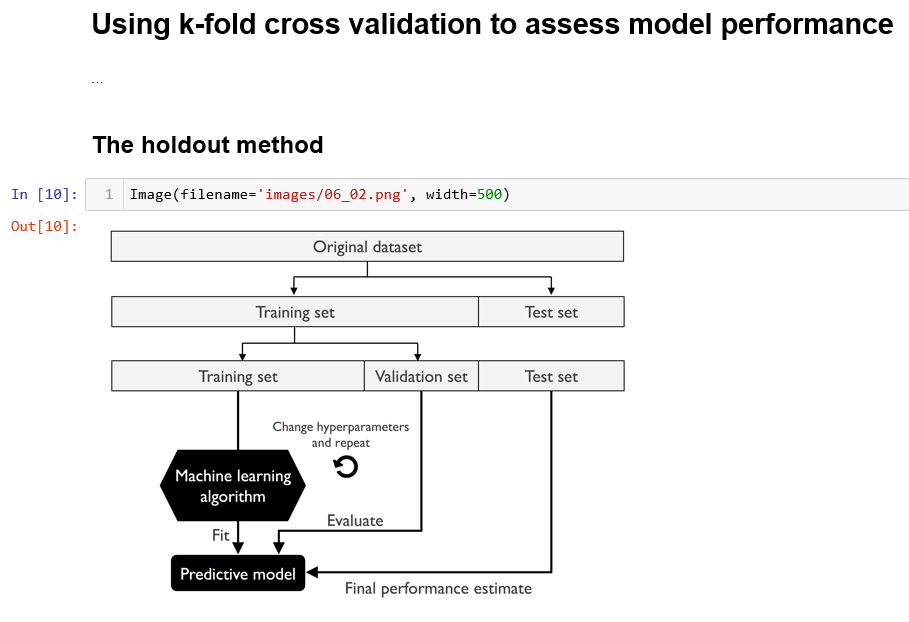 Using k-fold cross validation to assess model performance
...
The holdout method
In [10]: 1 Image(filename='images/06_02.png', width=500)
Out[10]:
Original dataset
Training set Test set
Training set Validation set Test set
Change hyperparameters
and repeat
Machine learning
algorithm
Evaluate
Fit
Predictive model
Final performance estimate